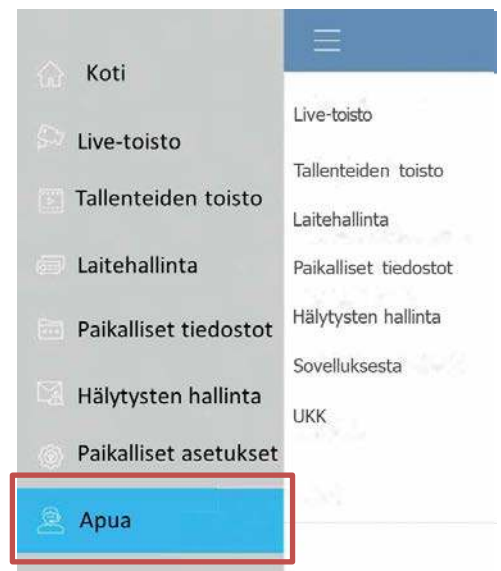 Koti
Live-toisto
Tallenteiden toisto
Laitehallinta
Paikalliset tiedostot
Hälytysten hallinta
Paikalliset asetukset
Apua
Live-toisto
Tallenteiden toisto
Laitehallinta
Paikalliset tiedostot
Hälytysten hallinta
Sovelluksesta
UKK